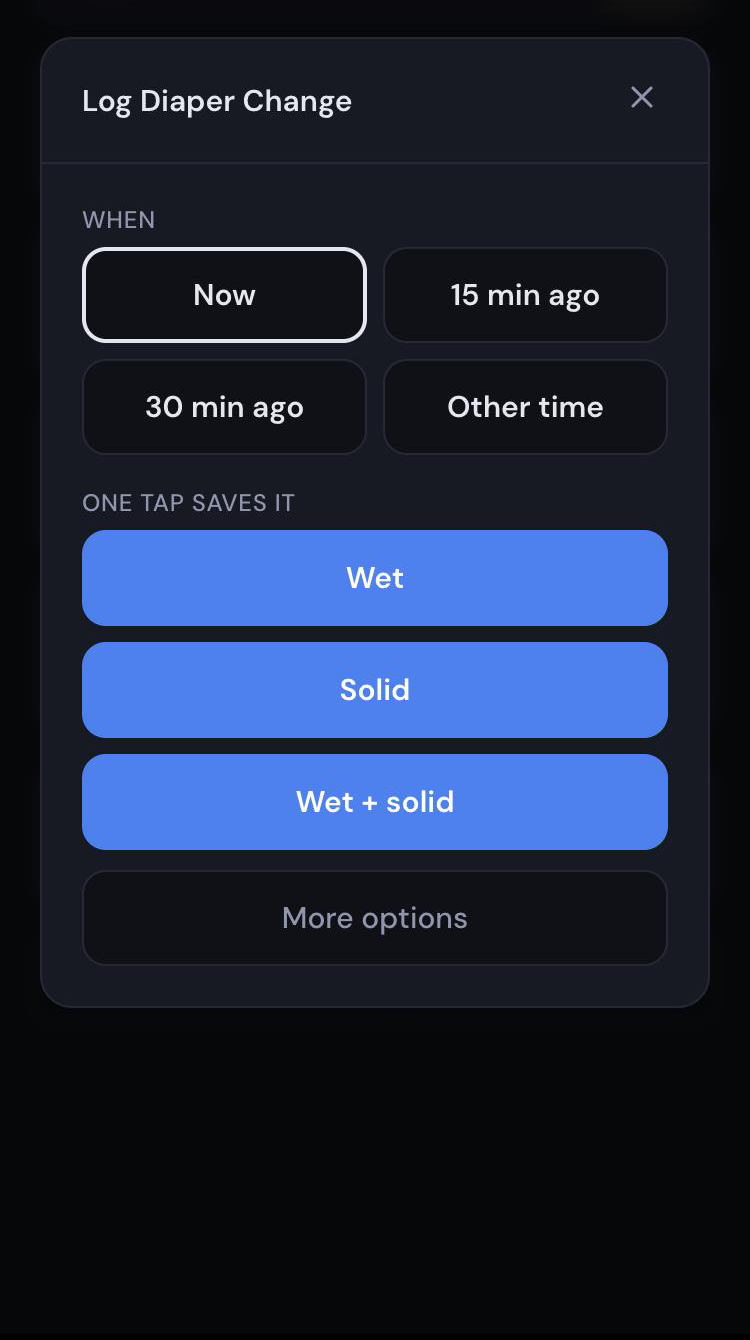 Log Diaper Change
WHEN
Now
15 min ago
30 min ago
Other time
ONE TAP SAVES IT
Wet
Solid
Wet + solid
More options